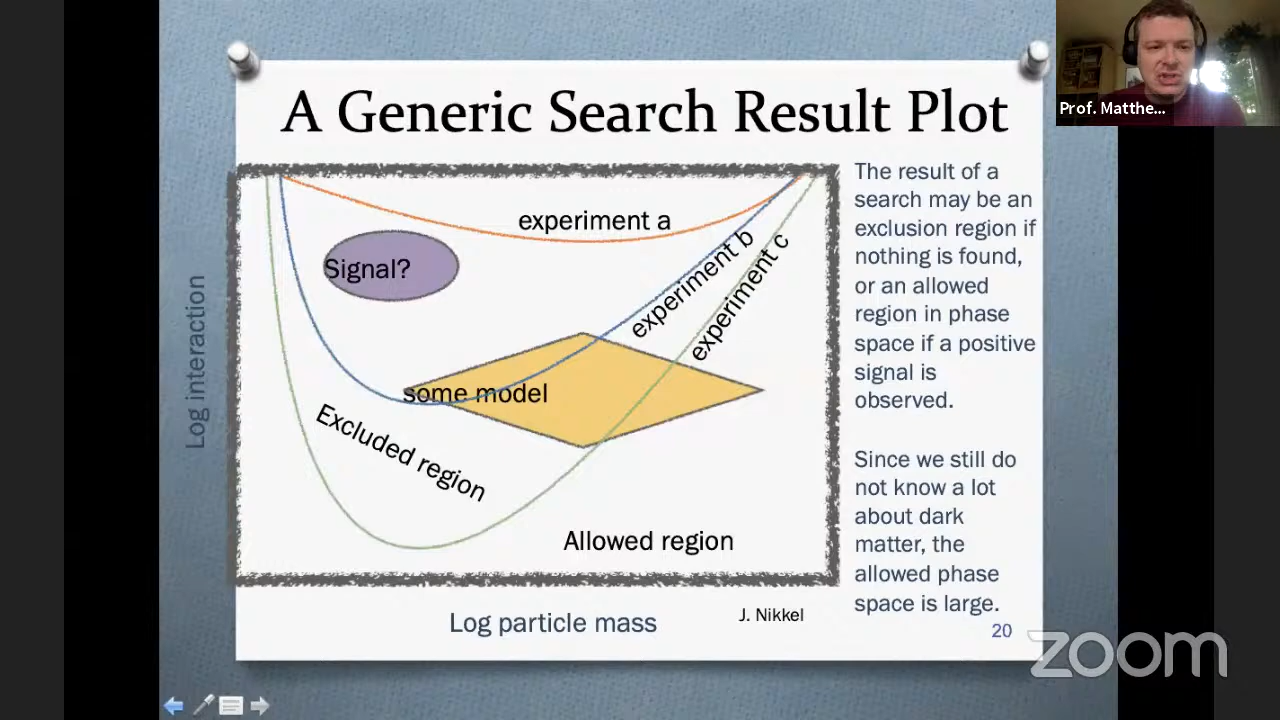 Prof. Matthe...
A Generic Search Result Plot
experiment a
Signal?
experiment b
experiment c
some model
Excluded region
Allowed region
Log interaction
Log particle mass
J. Nikkel
The result of a
search may be an
exclusion region if
nothing is found,
or an allowed
region in phase
space if a positive
signal is
observed.
Since we still do
not know a lot
about dark
matter, the
allowed phase
space is large.
20
zoom